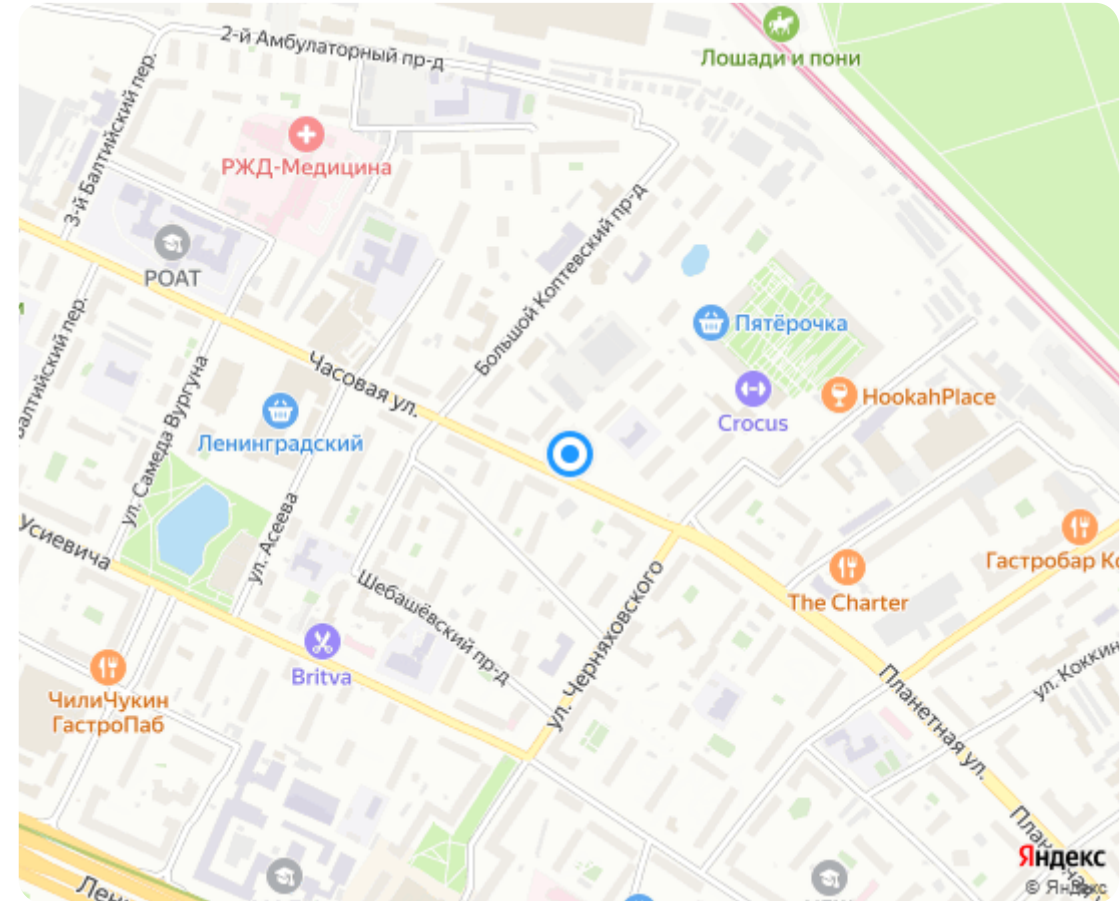 2-й Амбулаторный пр-д
Лошади и пони
3-й Балтийский пер.
РЖД-Медицина
Большой Коптевский пр-д
РОАТ
Пятёрочка
Балтийский пер.
Часовая ул.
HookahPlace
Crocus
ул. Самеда Вургуна
Ленинградский
ул. Асеева
Усиевича
Гастробар Ко
The Charter
Шебашёвский пр-д
ул. Черняховского
ул. Коккин
Britva
ЧилиЧукин
ГастроПаб
Планетная ул.
Яндекс
© Яндекс